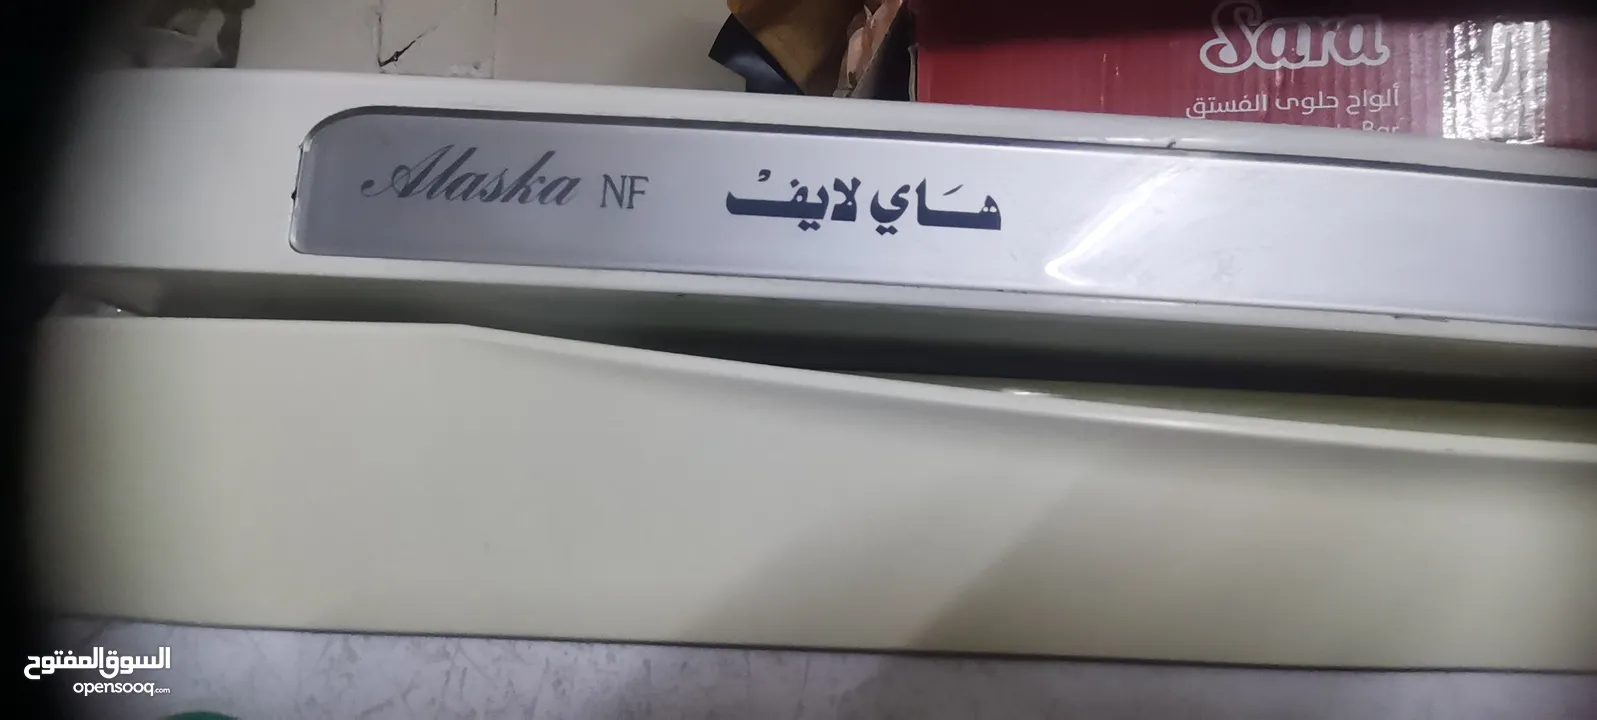 Sara
ألواح حلوى الفستق
Bar
Alaska NF هاي لايف
السوق المفتوح
opensooq.com